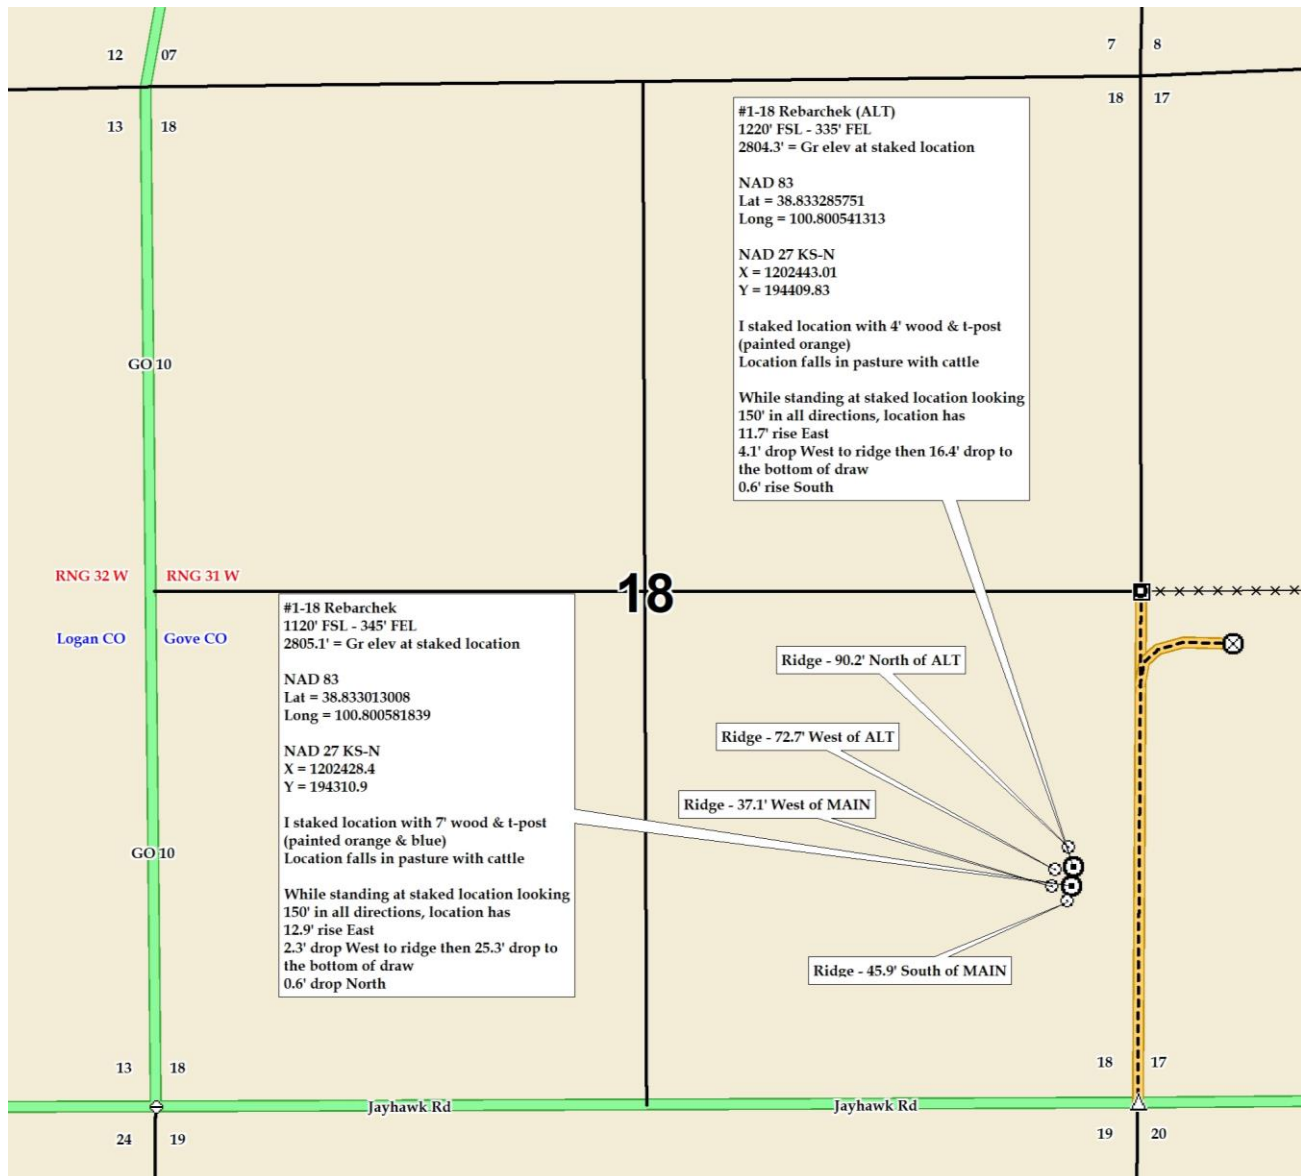 12 07
7 8
13 18
18 17
#1-18 Rebarchek (ALT)
1220' FSL - 335' FEL
2804.3' = Gr elev at staked location
NAD 83
Lat = 38.833285751
Long = 100.800541313
NAD 27 KS-N
X = 1202443.01
Y = 194409.83
I staked location with 4' wood & t-post
(painted orange)
Location falls in pasture with cattle
While standing at staked location looking
150' in all directions, location has
11.7' rise East
4.1' drop West to ridge then 16.4' drop to
the bottom of draw
0.6' rise South
GO 10
RNG 32 W RNG 31 W
18
Logan CO Gove CO
#1-18 Rebarchek
1120' FSL - 345' FEL
2805.1' = Gr elev at staked location
NAD 83
Lat = 38.833013008
Long = 100.800581839
NAD 27 KS-N
X = 1202428.4
Y = 194310.9
I staked location with 7' wood & t-post
(painted orange & blue)
Location falls in pasture with cattle
While standing at staked location looking
150' in all directions, location has
12.9' rise East
2.3' drop West to ridge then 25.3' drop to
the bottom of draw
0.6' drop North
Ridge - 90.2' North of ALT
Ridge - 72.7' West of ALT
Ridge - 37.1' West of MAIN
GO 10
Ridge - 45.9' South of MAIN
13 18
18 17
Jayhawk Rd
Jayhawk Rd
24 19
19 20